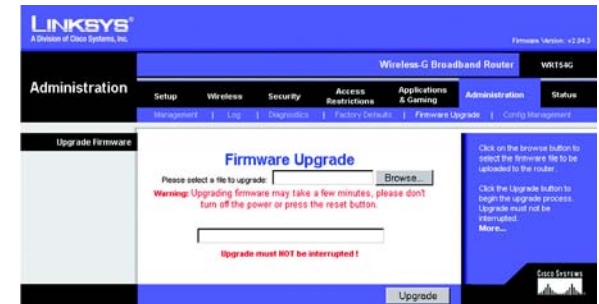 LINKSYS®
A Division of Cisco Systems, Inc.
Firmware Version: v2.04.3
Wireless-G Broadband Router WRT54G
Administration
Setup Wireless Security Access Restrictions Applications & Gaming Administration Status
Management | Log | Diagnostics | Factory Defaults | Firmware Upgrade | Config Management
Upgrade Firmware
Firmware Upgrade
Please select a file to upgrade: Browse...
Warning: Upgrading firmware may take a few minutes, please don't
turn off the power or press the reset button.
Upgrade must NOT be interrupted !
Upgrade
Click on the browse button to
select the firmware file to be
uploaded to the router.
Click the Upgrade button to
begin the upgrade process.
Upgrade must not be
interrupted.
More...
CISCO SYSTEMS